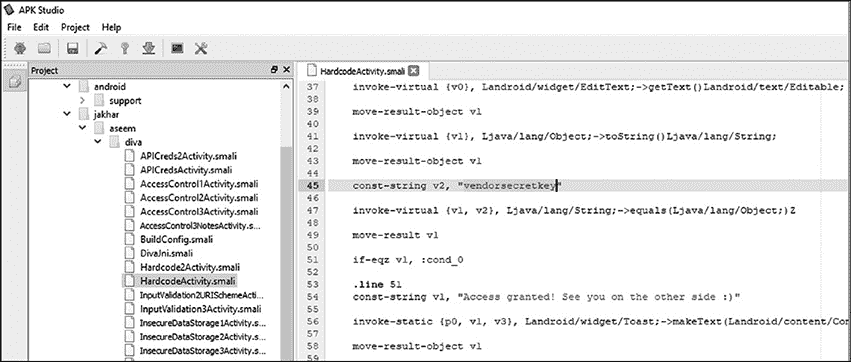 APK Studio
File Edit Project Help
Project
android
support
jakhar
aseem
diva
APICreds2Activity.smali
APICredsActivity.smali
AccessControl1Activity.smali
AccessControl2Activity.smali
AccessControl3Activity.smali
AccessControl3NotesActivity.s...
BuildConfig.smali
DivaJni.smali
Hardcode2Activity.smali
HardcodeActivity.smali
InputValidation2URISchemeActi...
InputValidation3Activity.smali
InsecureDataStorage1Activity.s...
InsecureDataStorage2Activity.s...
InsecureDataStorage3Activity.s...
HardcodeActivity.smali
37 invoke-virtual {v0}, Landroid/widget/EditText;->getText()Landroid/text/Editable;
38
39 move-result-object v1
40
41 invoke-virtual {v1}, Ljava/lang/Object;->toString()Ljava/lang/String;
42
43 move-result-object v1
44
45 const-string v2, "vendorsecretkey"
46
47 invoke-virtual {v1, v2}, Ljava/lang/String;->equals(Ljava/lang/Object;)Z
48
49 move-result v1
50
51 if-eqz v1, :cond_0
52
53 .line 51
54 const-string v1, "Access granted! See you on the other side :)"
55
56 invoke-static {p0, v1, v3}, Landroid/widget/Toast;->makeText(Landroid/content/Con
57
58 move-result-object v1
59